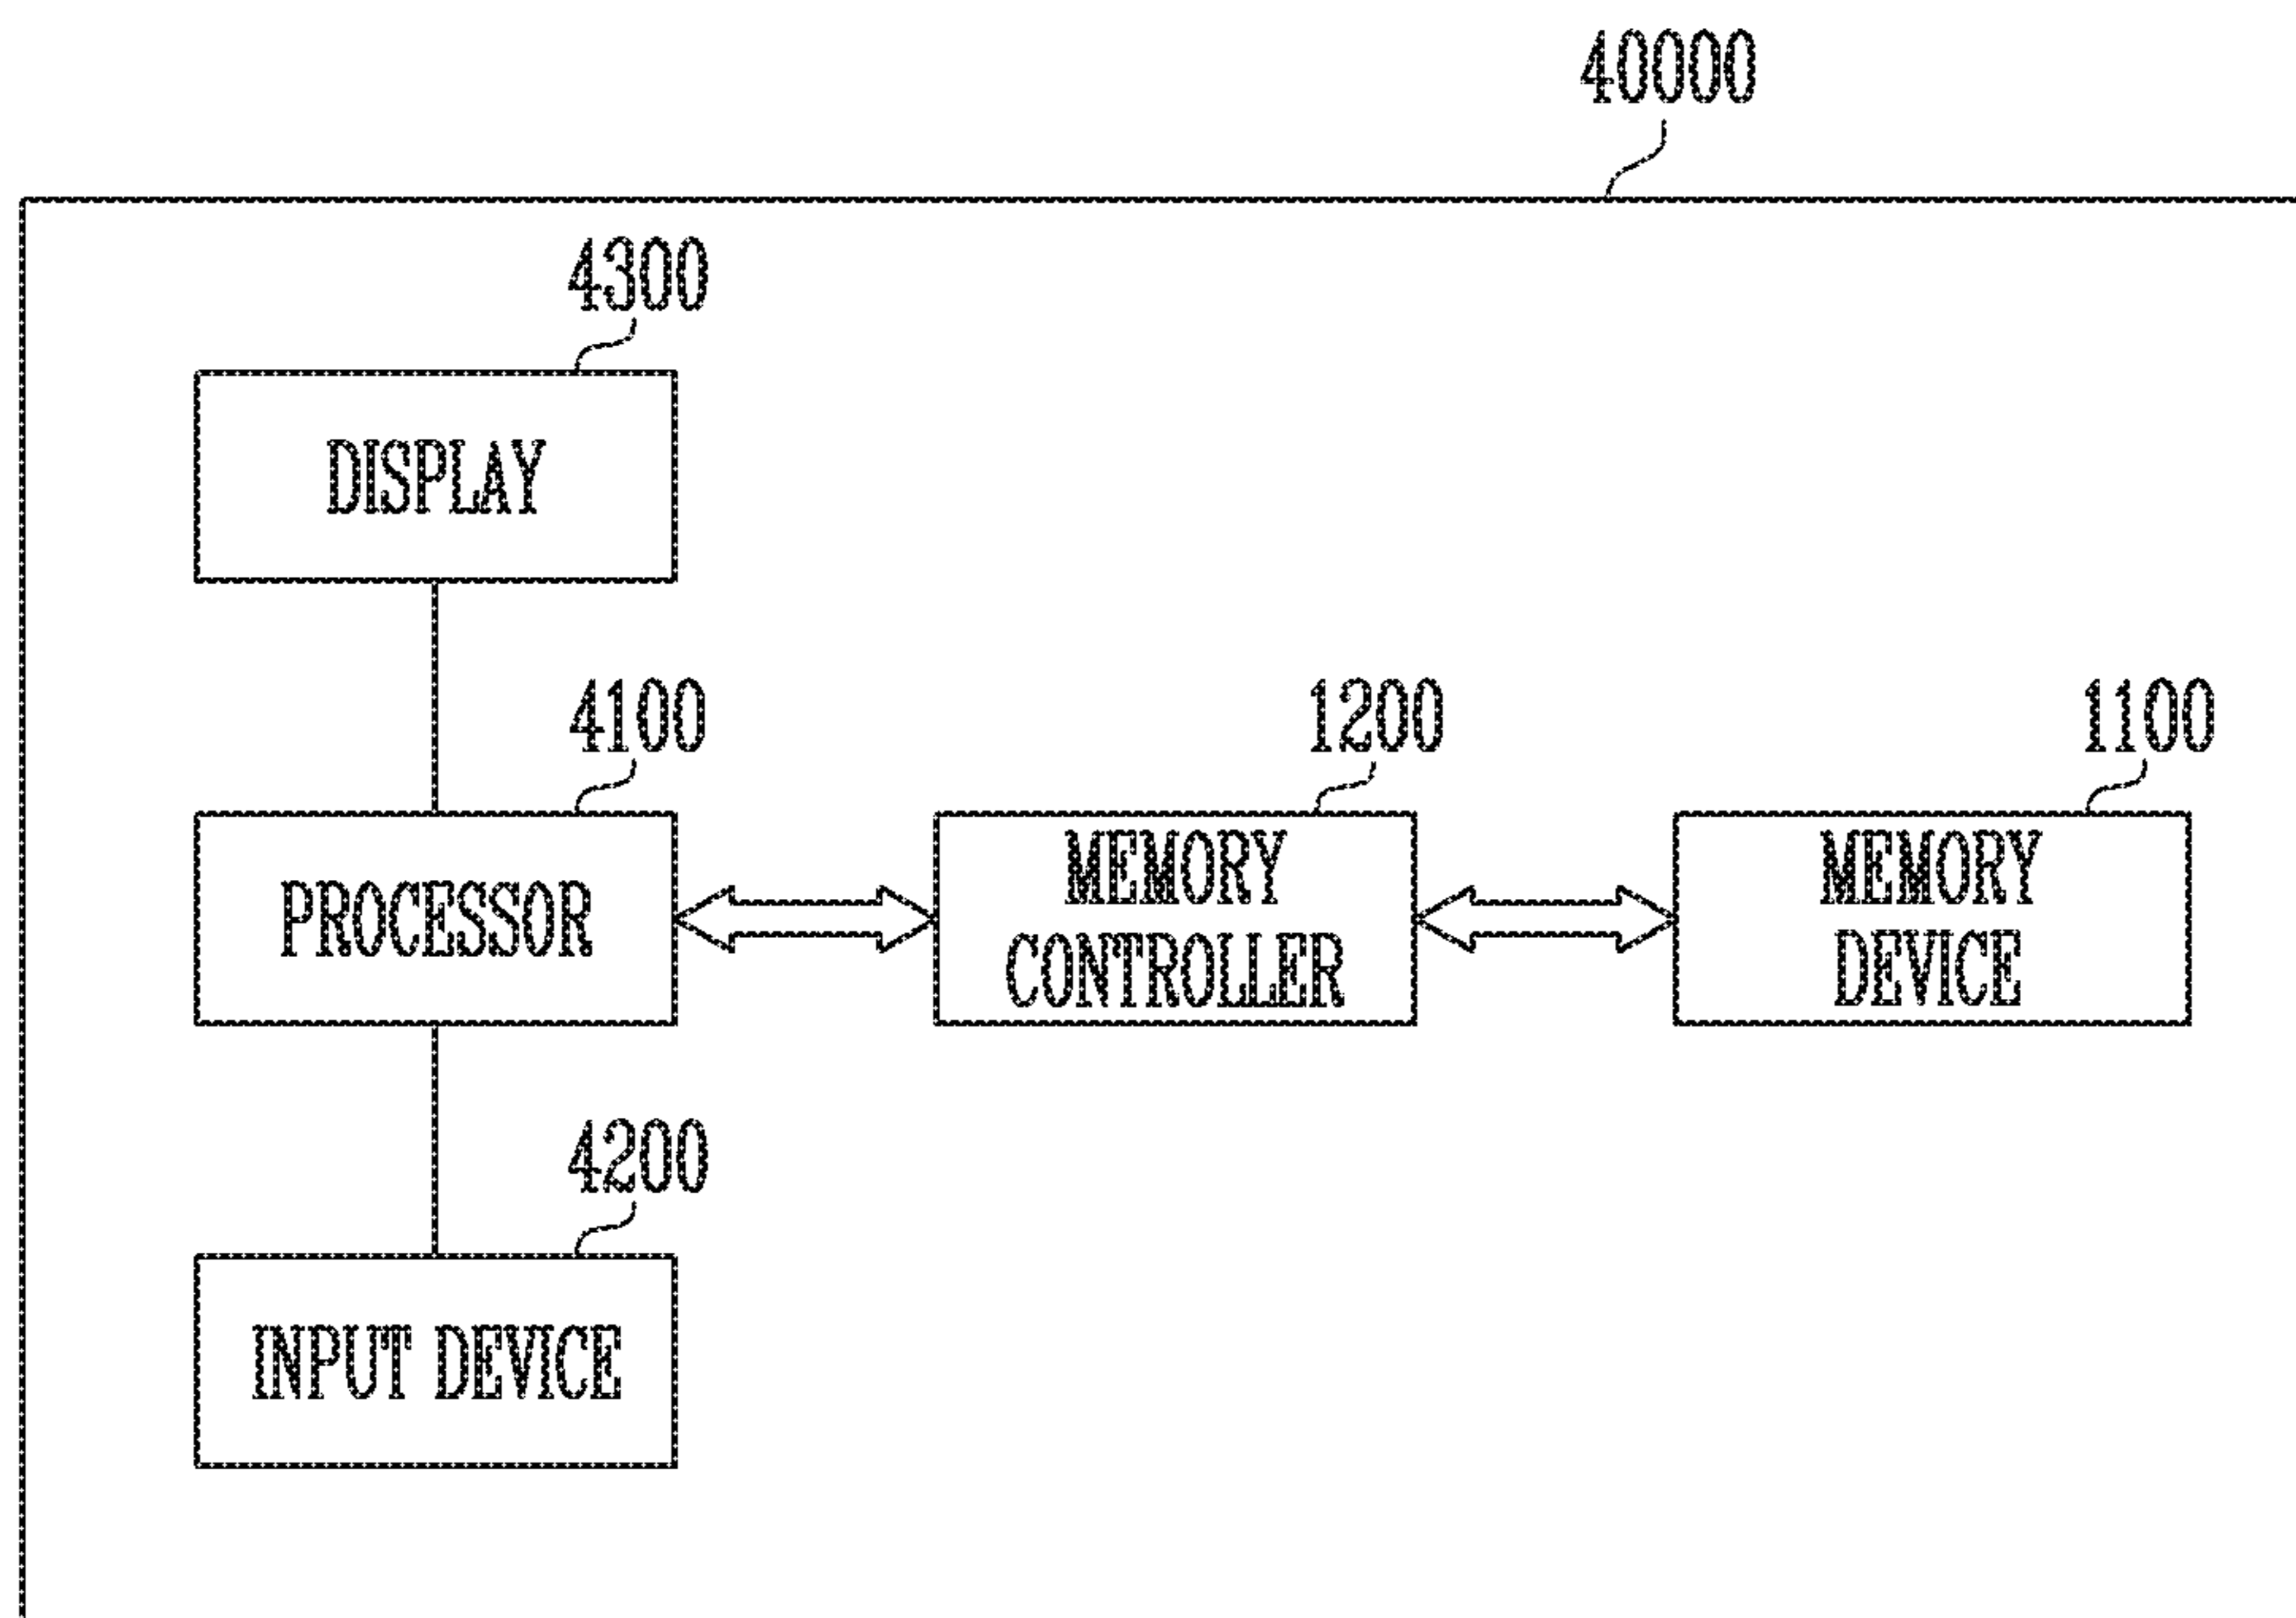 40000
4300
DISPLAY
4100
PROCESSOR
1200
MEMORY
CONTROLLER
1100
MEMORY
DEVICE
4200
INPUT DEVICE